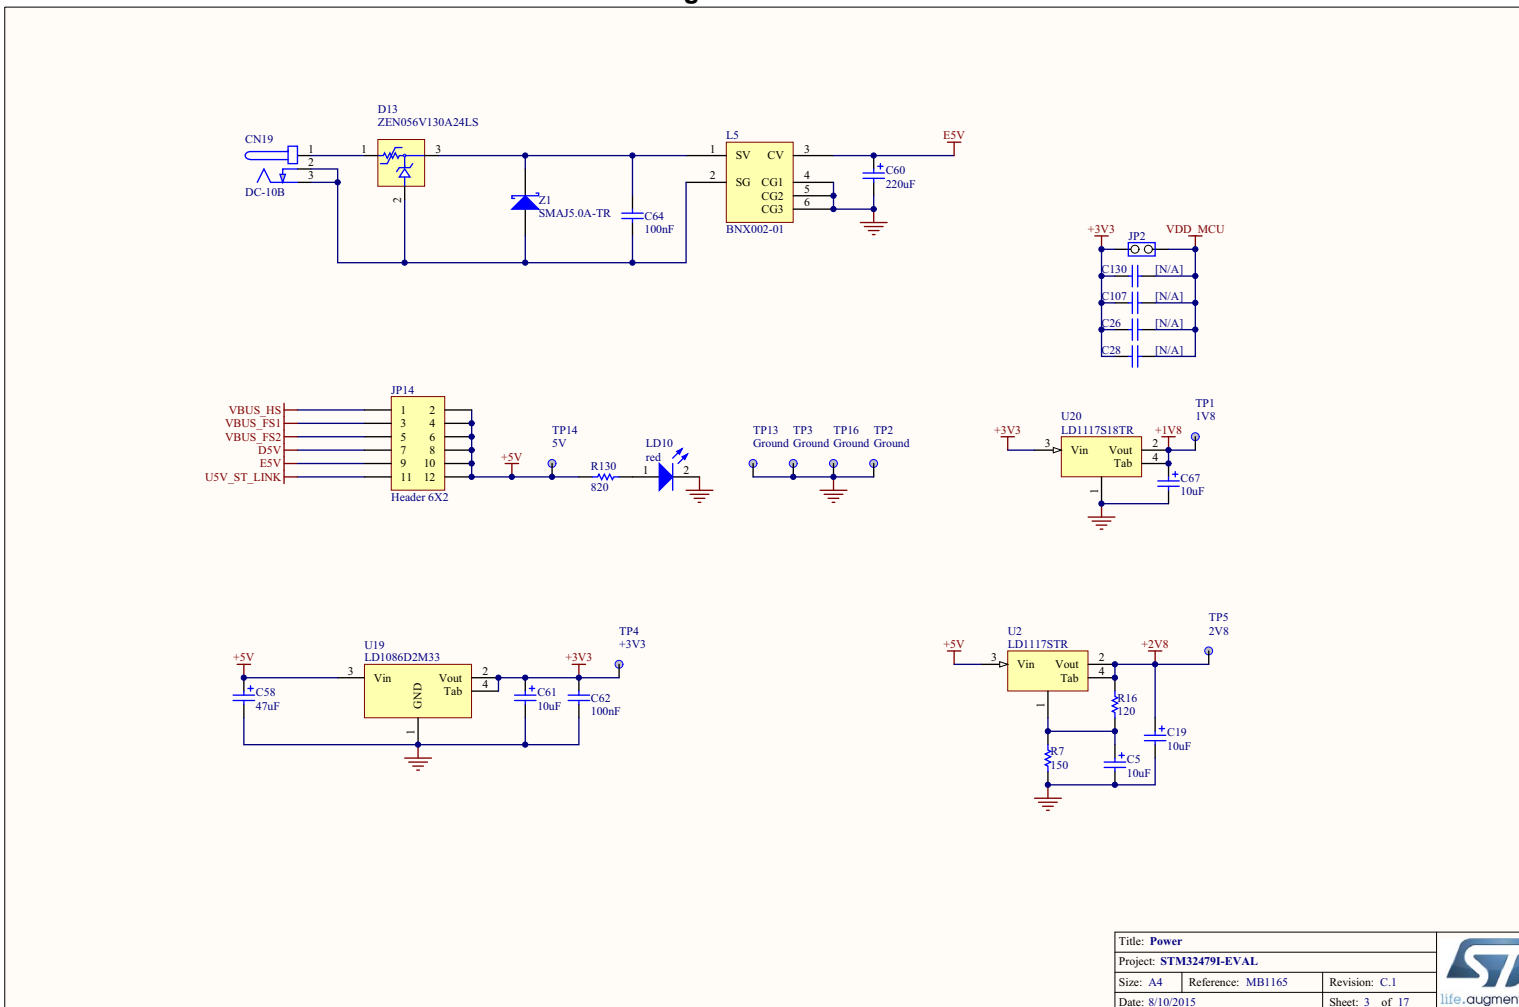 D13
ZEN056V130A24LS
CN19
1
2
3
DC-10B
1
3
2
Z1
SMAJ5.0A-TR
C64
100nF
L5
1
2
SV CV
SG CG1
CG2
CG3
3
4
5
6
BNX002-01
E5V
+
C60
220uF
+3V3
VDD_MCU
JP2
C130 [N/A]
C107 [N/A]
C26 [N/A]
C28 [N/A]
JP14
VBUS_HS 1 2
VBUS_FS1 3 4
VBUS_FS2 5 6
D5V 7 8
E5V 9 10
U5V_ST_LINK 11 12
Header 6X2
+5V
TP14
5V
R130
820
LD10
red
1 2
TP13 TP3 TP16 TP2
Ground Ground Ground Ground
U20
LD1117S18TR
+3V3
3
Vin Vout
Tab
2
4
1
+1V8
TP1
1V8
+
C67
10uF
U19
LD1086D2M33
+5V
+
C58
47uF
3
Vin Vout
Tab
GND
2
4
1
+
C61
10uF
+3V3
C62
100nF
TP4
+3V3
U2
LD1117STR
+5V
3
Vin Vout
Tab
2
4
1
+2V8
TP5
2V8
R16
120
R7
150
+
C5
10uF
+
C19
10uF
Title: Power
Project: STM32479I-EVAL
Size: A4 Reference: MB1165 Revision: C.1
Date: 8/10/2015 Sheet: 3 of 17
life.augmen